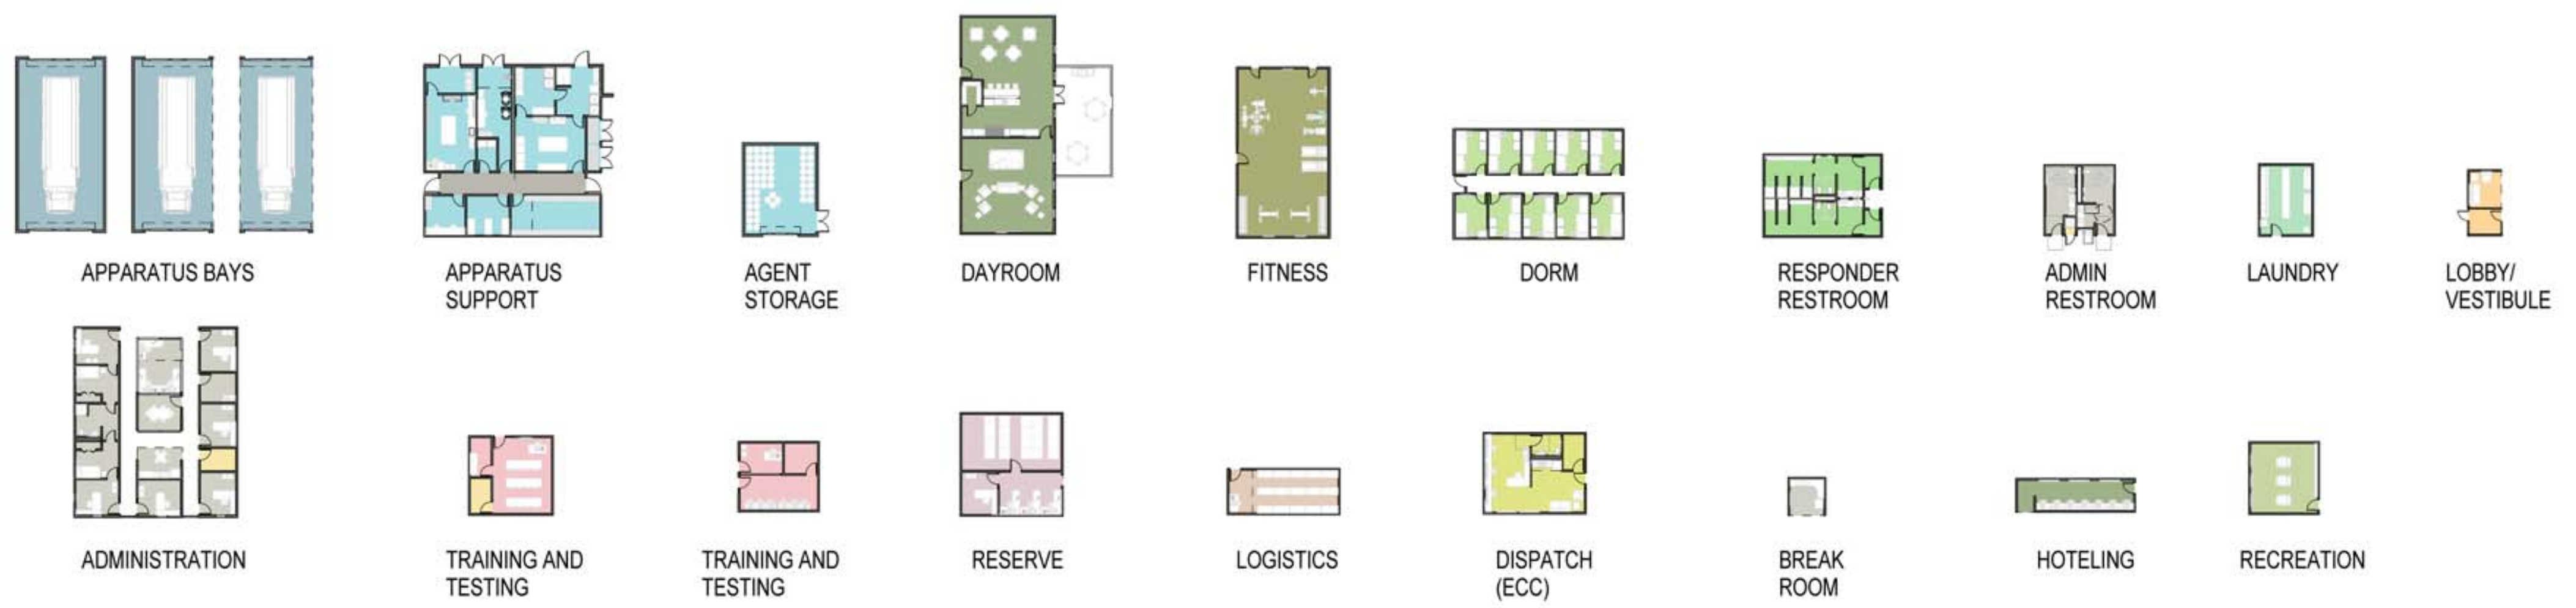 APPARATUS BAYS
APPARATUS
SUPPORT
AGENT
STORAGE
DAYROOM
FITNESS
DORM
RESPONDER
RESTROOM
ADMIN
RESTROOM
LAUNDRY
LOBBY/
VESTIBULE
ADMINISTRATION
TRAINING AND
TESTING
TRAINING AND
TESTING
RESERVE
LOGISTICS
DISPATCH
(ECC)
BREAK
ROOM
HOTELING
RECREATION